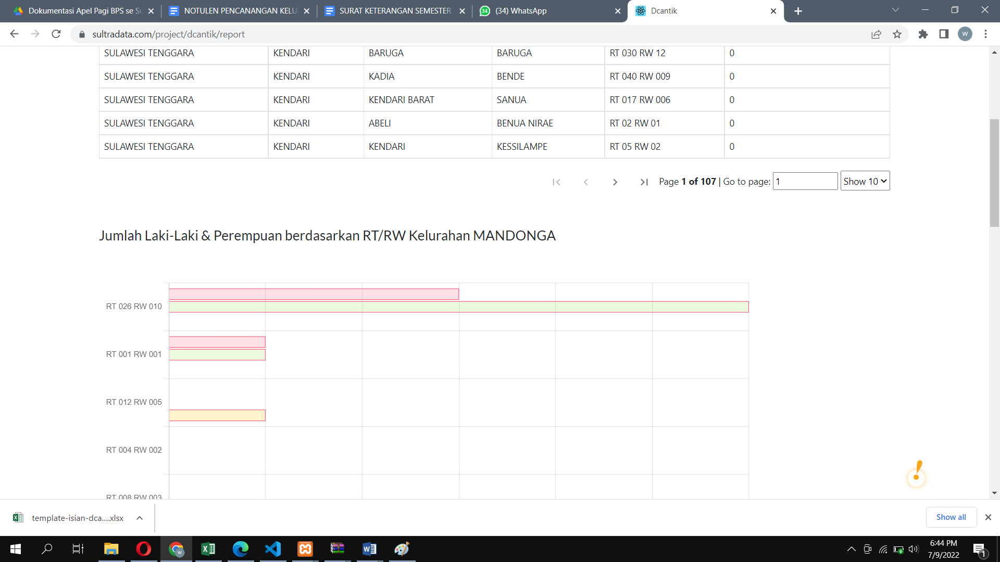 Dokumentasi Apel Pagi BPS se Su
NOTULEN PENCANANGAN KELU
SURAT KETERANGAN SEMESTER
34
(34) WhatsApp
Dcantik
sultradata.com/project/dcantik/report
W
SULAWESI TENGGARA KENDARI BARUGA BARUGA RT 030 RW 12 0
SULAWESI TENGGARA KENDARI KADIA BENDE RT 040 RW 009 0
SULAWESI TENGGARA KENDARI KENDARI BARAT SANUA RT 017 RW 006 0
SULAWESI TENGGARA KENDARI ABELI BENUA NIRAE RT 02 RW 01 0
SULAWESI TENGGARA KENDARI KENDARI KESSILAMPE RT 05 RW 02 0
Page 1 of 107 | Go to page: 1 Show 10
Jumlah Laki-Laki & Perempuan berdasarkan RT/RW Kelurahan MANDONGA
RT 026 RW 010
RT 001 RW 001
RT 012 RW 005
RT 004 RW 002
RT 008 RW 003
template-isian-dca....xlsx
Show all
6:44 PM
7/9/2022
1